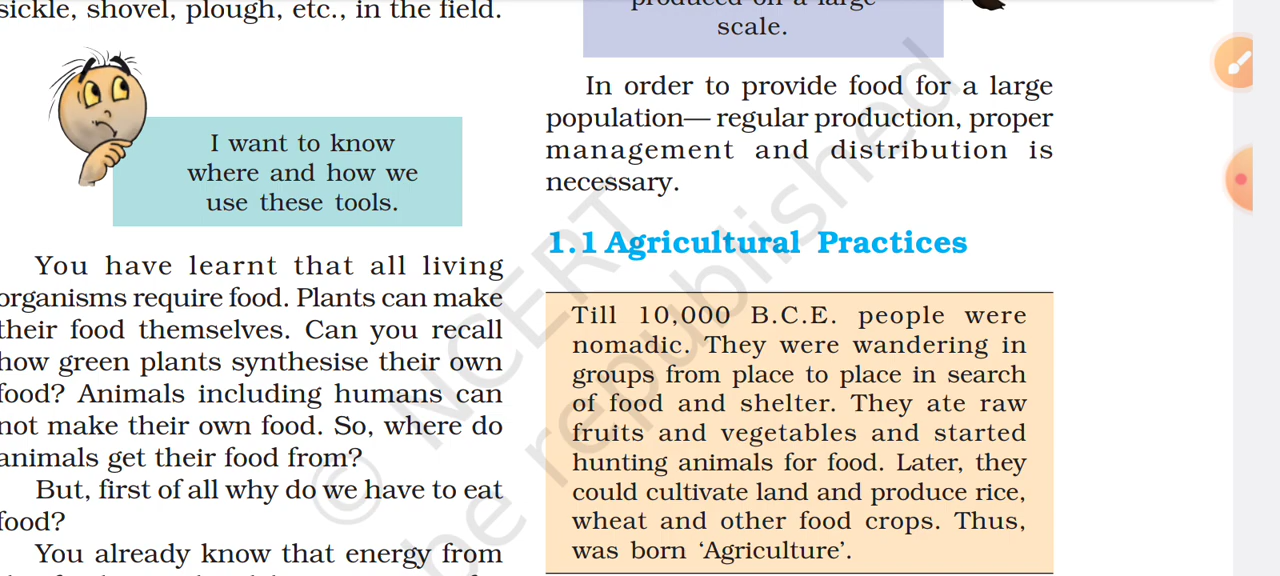 sickle, shovel, plough, etc., in the field.
I want to know
where and how we
use these tools.
You have learnt that all living
organisms require food. Plants can make
their food themselves. Can you recall
how green plants synthesise their own
food? Animals including humans can
not make their own food. So, where do
animals get their food from?
But, first of all why do we have to eat
food?
You already know that energy from
produced on a large
scale.
In order to provide food for a large
population— regular production, proper
management and distribution is
necessary.
1.1 Agricultural Practices
Till 10,000 B.C.E. people were
nomadic. They were wandering in
groups from place to place in search
of food and shelter. They ate raw
fruits and vegetables and started
hunting animals for food. Later, they
could cultivate land and produce rice,
wheat and other food crops. Thus,
was born ‘Agriculture’.
© NCERT
be republished